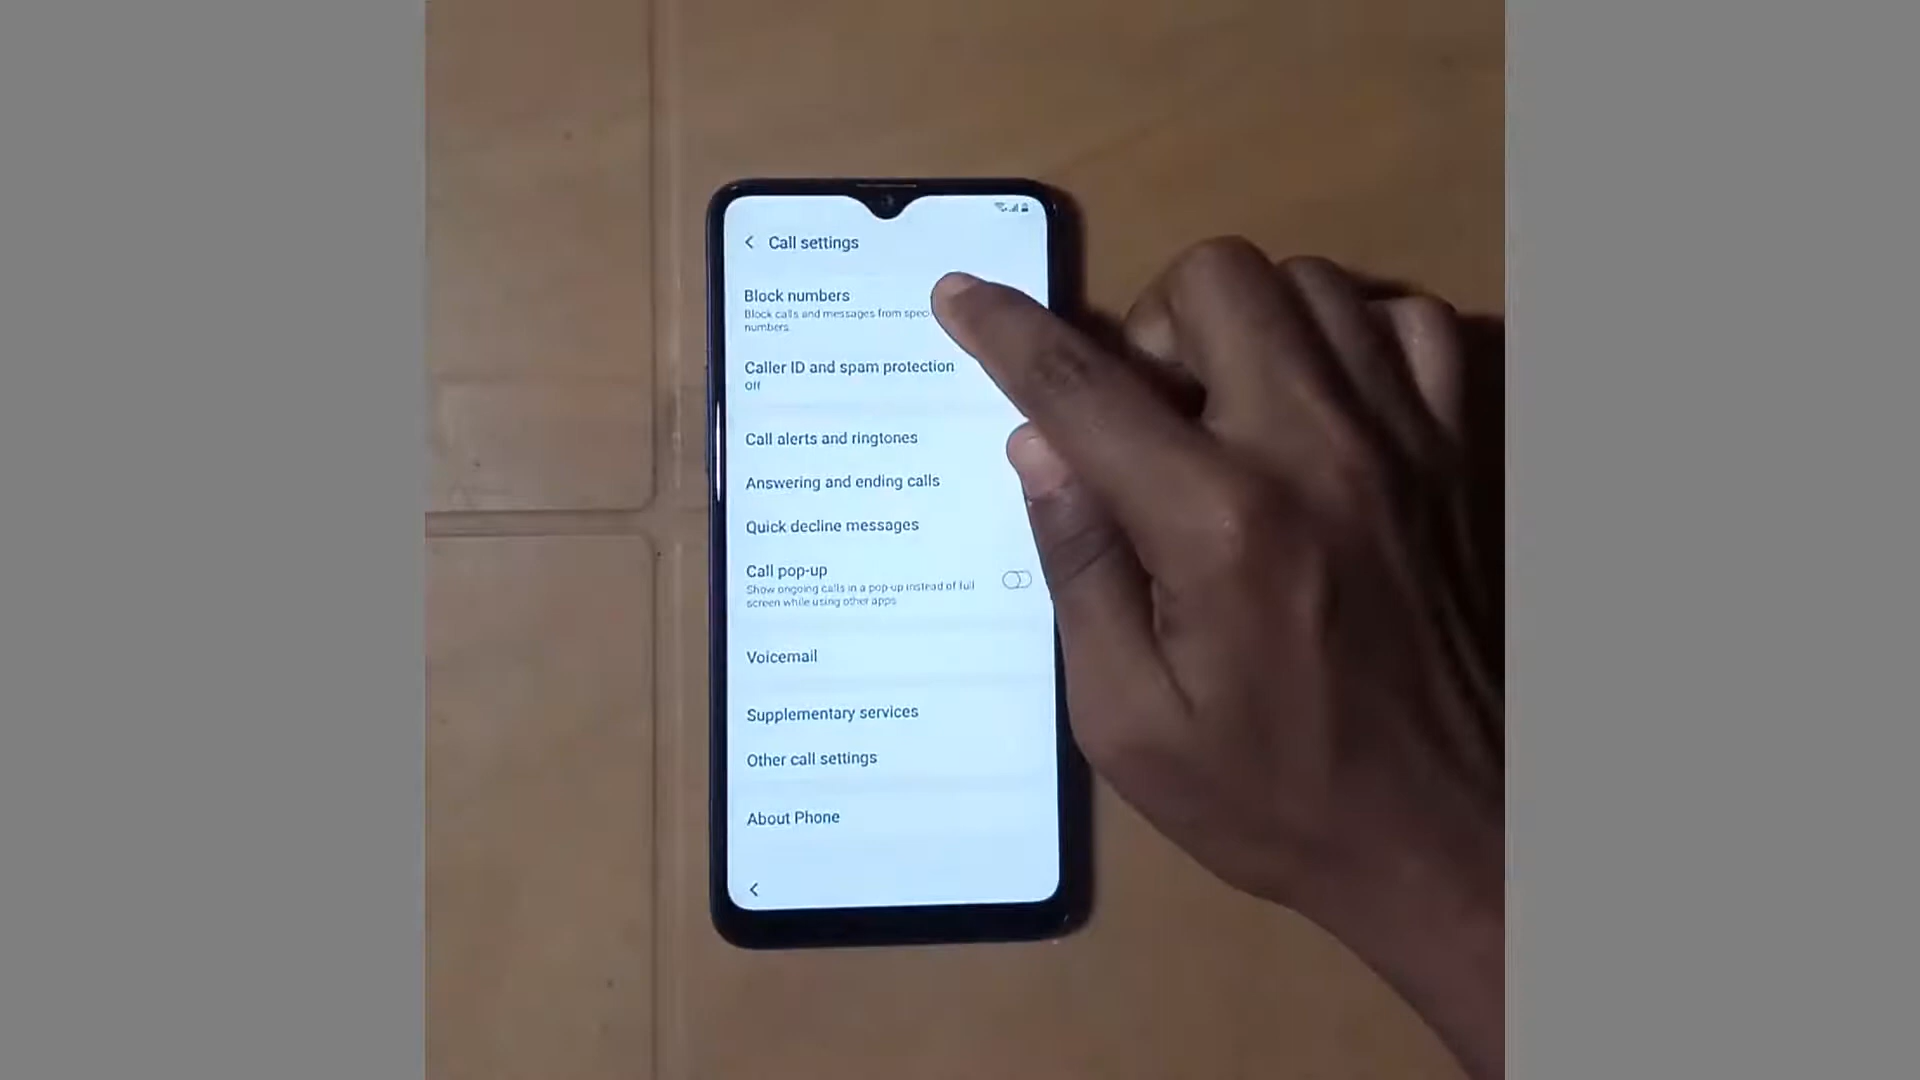 Call settings
Block numbers
Block calls and messages from
numbers.
Caller ID and spam protection
Off
Call alerts and ringtones
Answering and ending calls
Quick decline messages
Call pop-up
Show ongoing calls in a pop-up instead of full
screen while using other apps.
Voicemail
Supplementary services
Other call settings
About Phone